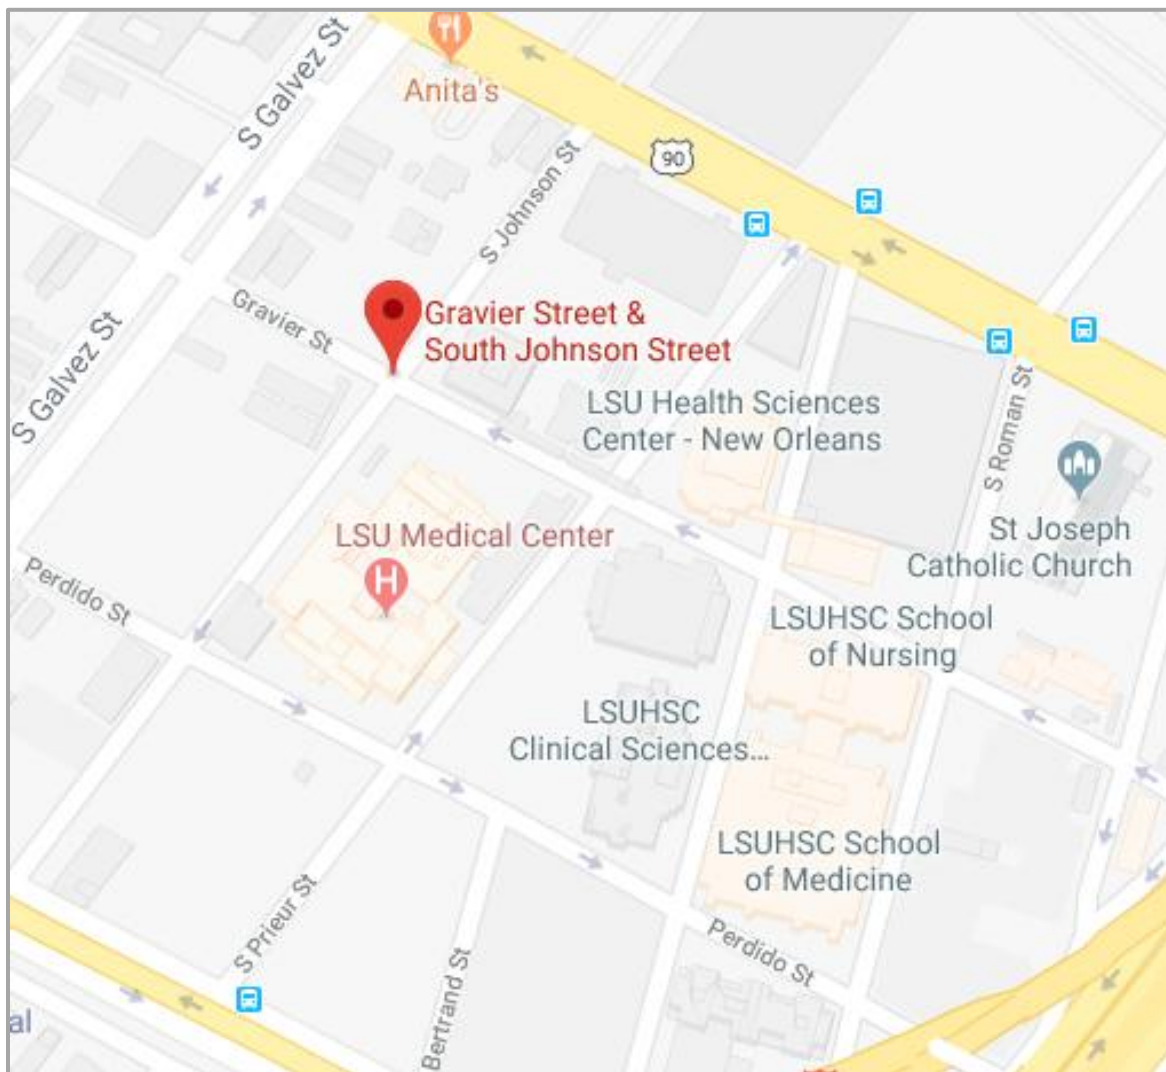 S Galvez St
Anita's
90
S Johnson St
Gravier St
Gravier Street &
South Johnson Street
S Galvez St
LSU Health Sciences
Center - New Orleans
S Roman St
St Joseph
Catholic Church
LSU Medical Center
H
Perdido St
LSUHSC School
of Nursing
LSUHSC
Clinical Sciences...
LSUHSC School
of Medicine
S Prieur St
Perdido St
Bertrand St
al